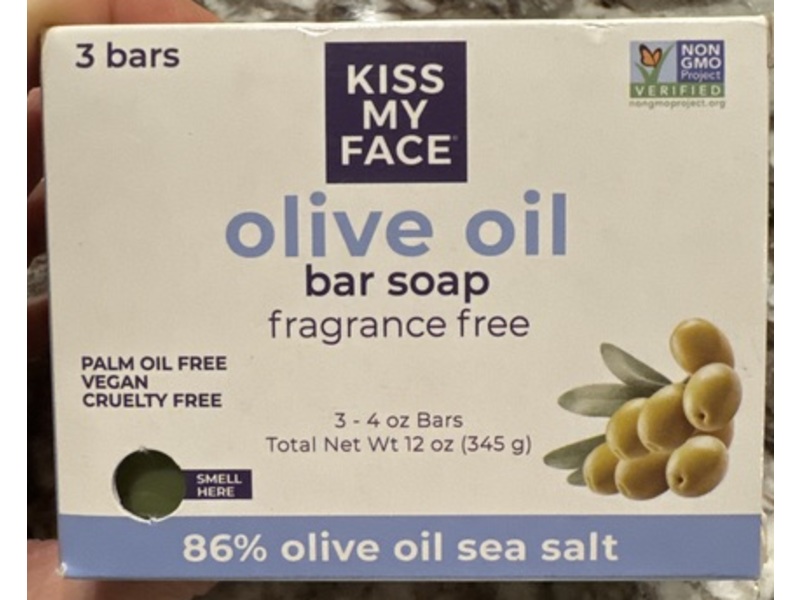 3 bars
KISS
MY
FACE
NON
GMO
Project
VERIFIED
nongmoproject.org
olive oil
bar soap
fragrance free
PALM OIL FREE
VEGAN
CRUELTY FREE
3 - 4 oz Bars
Total Net Wt 12 oz (345 g)
SMELL
HERE
86% olive oil sea salt